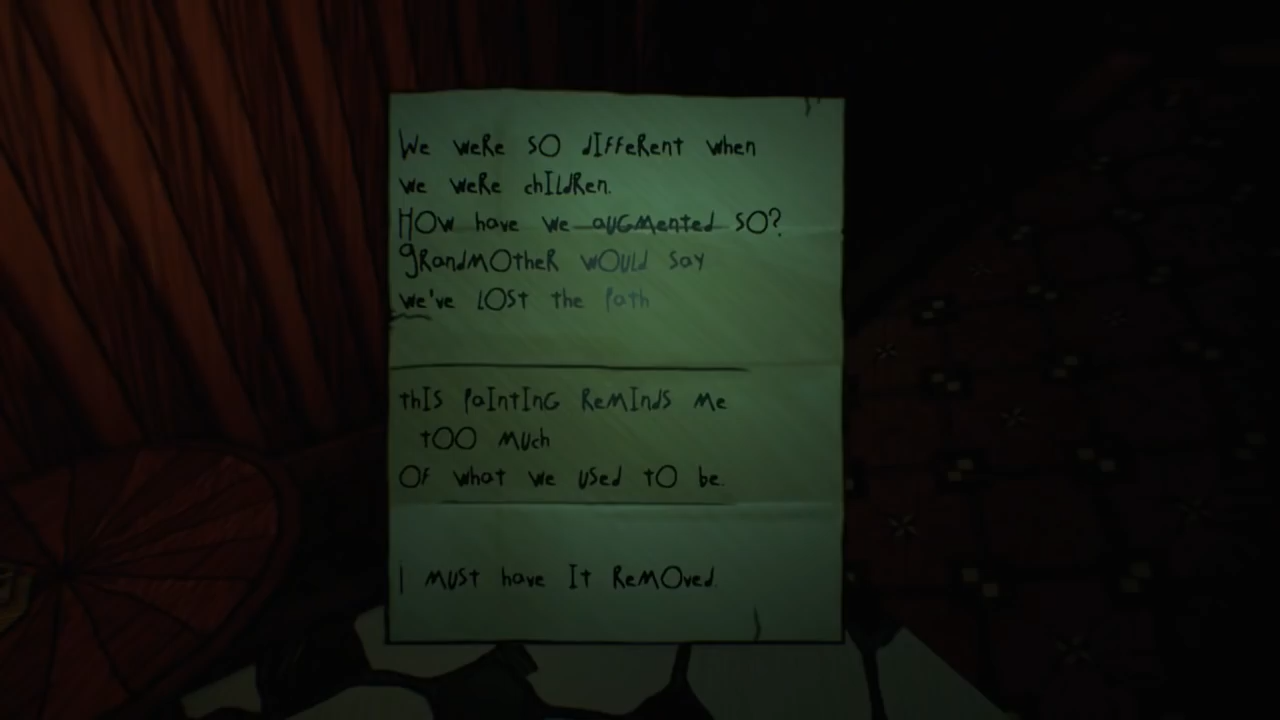 We weRe SO dIFFeRent when
we weRe chILdRen.
HOw have we aUGMented SO?
gRandMOtheR wOULd Say
we've LOSt the Path
thIS PaIntInG ReMIndS Me
tOO MUch
OF what we USed tO be.
I MUSt have It ReMOved.